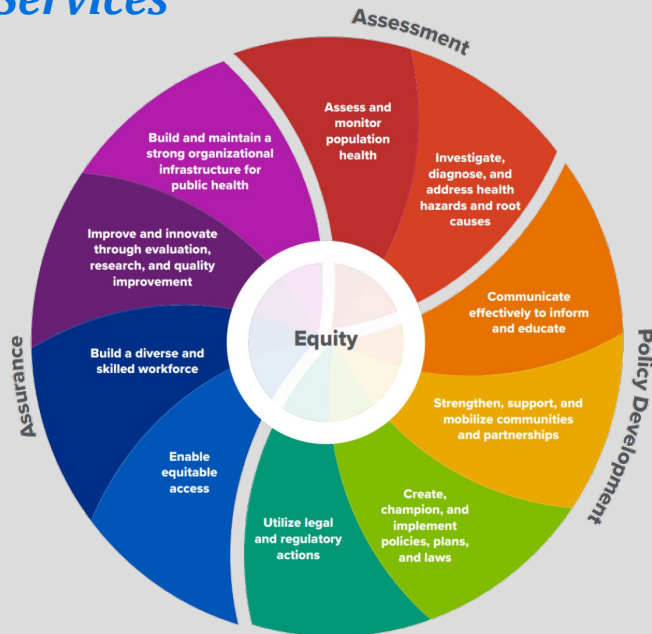 Services
Assessment
Assess and
monitor
population
health
Investigate,
diagnose, and
address health
hazards and root
causes
Communicate
effectively to inform
and educate
Policy Development
Strengthen, support, and
mobilize communities
and partnerships
Create,
champion, and
implement
policies, plans,
and laws
Utilize legal
and regulatory
actions
Enable
equitable
access
Assurance
Build a diverse and
skilled workforce
Improve and innovate
through evaluation,
research, and quality
improvement
Build and maintain a
strong organizational
infrastructure for
public health
Equity